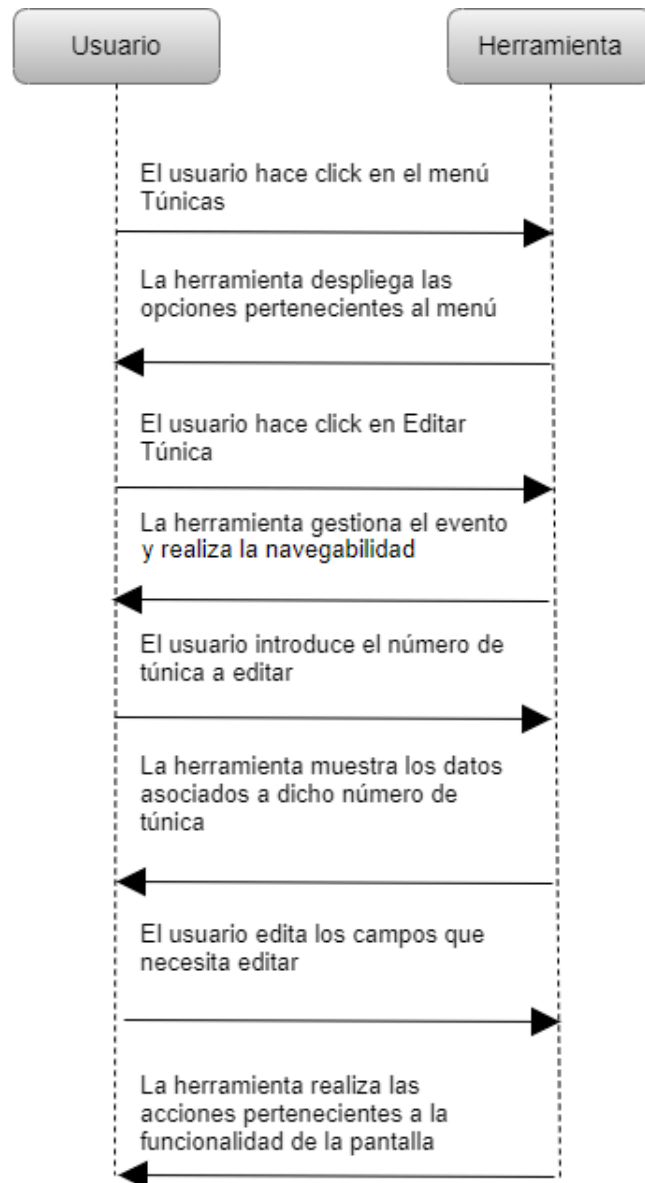 Usuario
Herramienta
El usuario hace click en el menú
Túnicas
La herramienta despliega las
opciones pertenecientes al menú
El usuario hace click en Editar
Túnica
La herramienta gestiona el evento
y realiza la navegabilidad
El usuario introduce el número de
túnica a editar
La herramienta muestra los datos
asociados a dicho número de
túnica
El usuario edita los campos que
necesita editar
La herramienta realiza las
acciones pertenecientes a la
funcionalidad de la pantalla